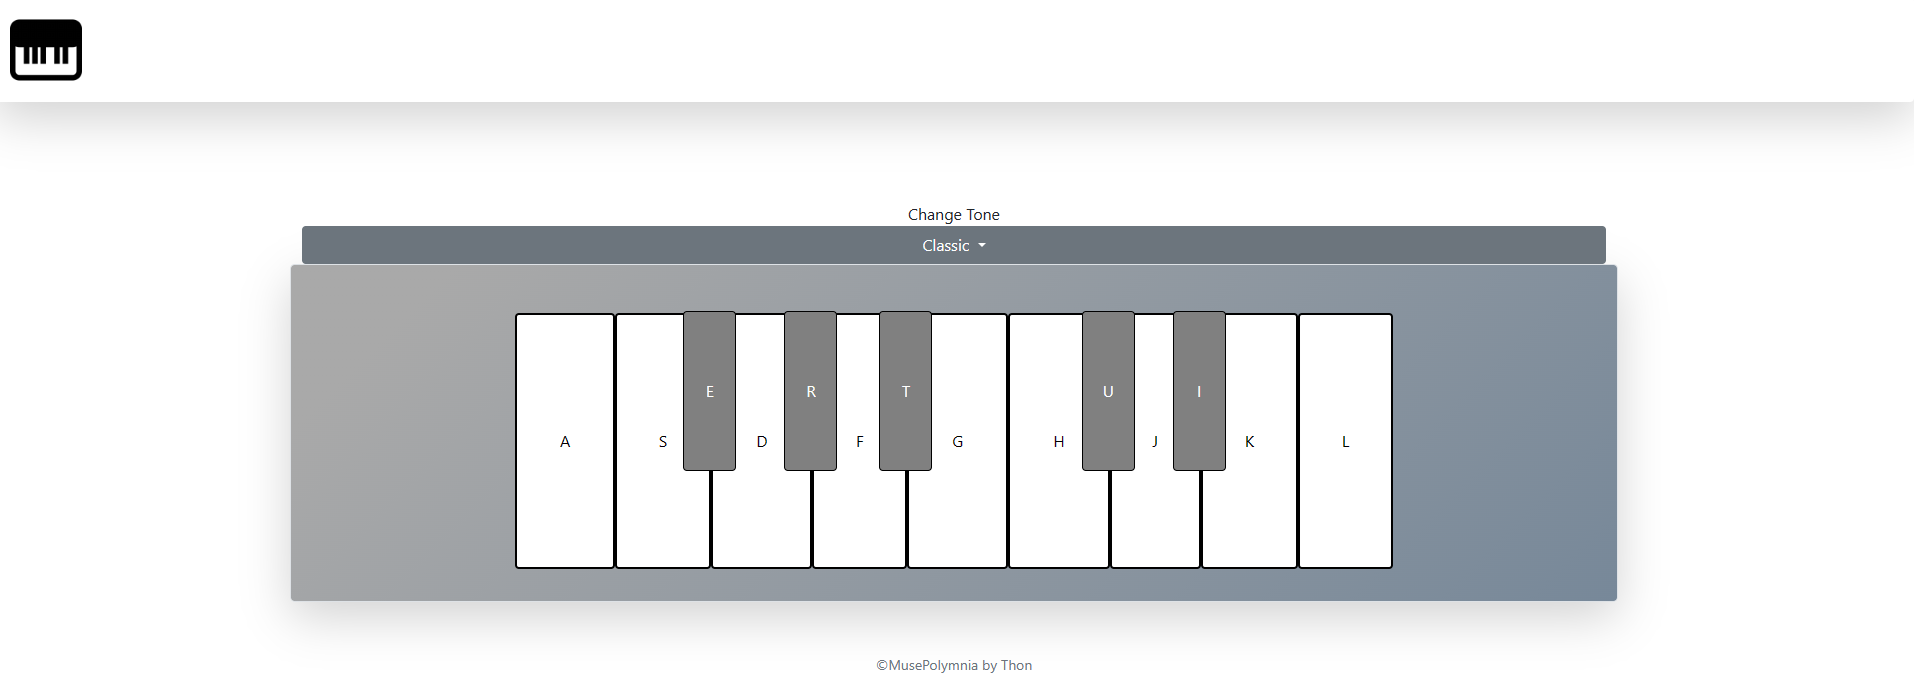 Change Tone
Classic
E R T U I
A S D F G H J K L
©MusePolymnia by Thon